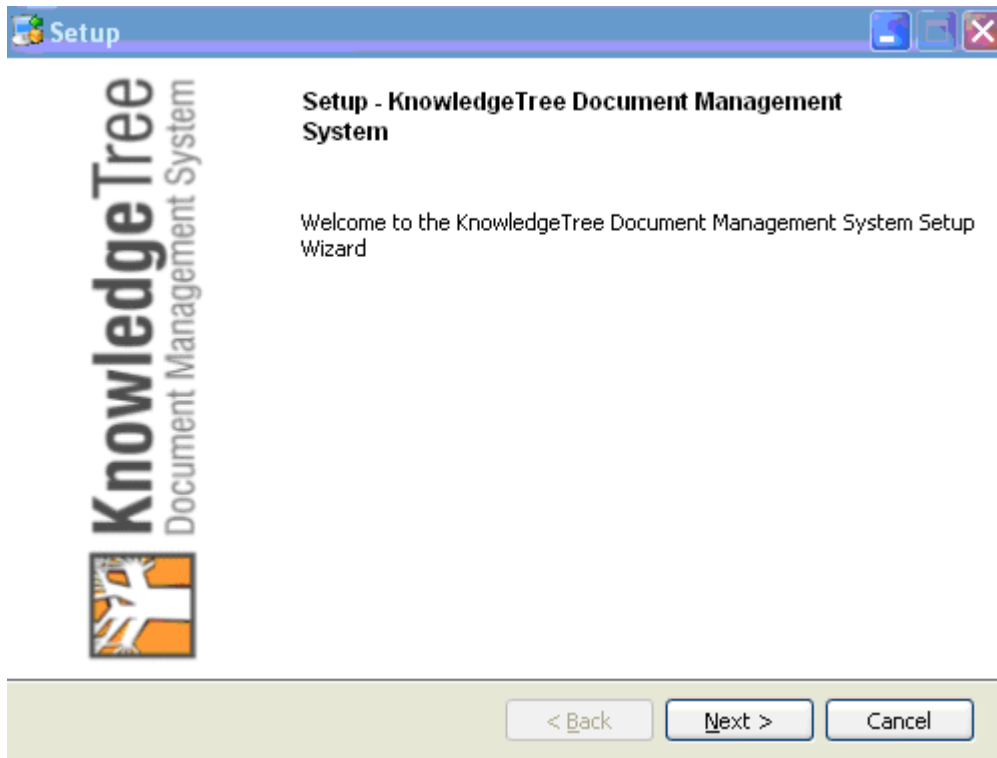 Setup
KnowledgeTree
Document Management System
Setup - KnowledgeTree Document Management
System
Welcome to the KnowledgeTree Document Management System Setup
Wizard
< Back
Next >
Cancel